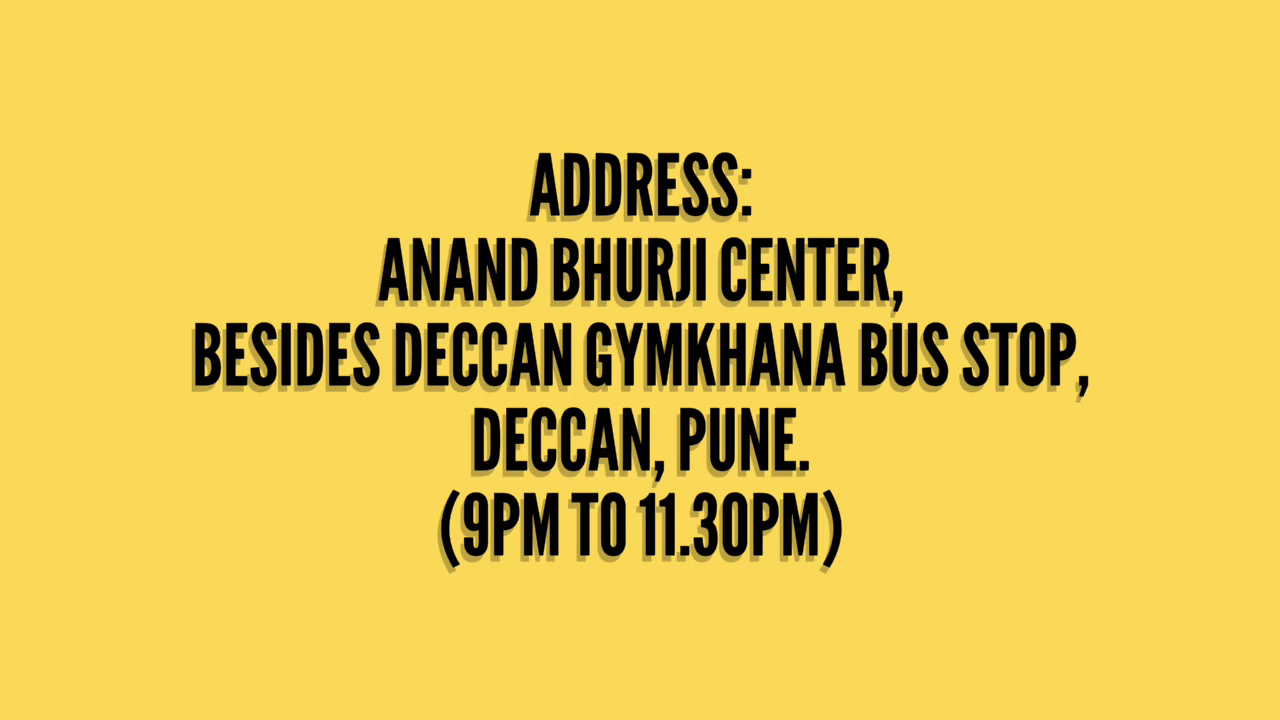 ADDRESS:
ANAND BHURJI CENTER,
BESIDES DECCAN GYMKHANA BUS STOP,
DECCAN, PUNE.
(9PM TO 11.30PM)